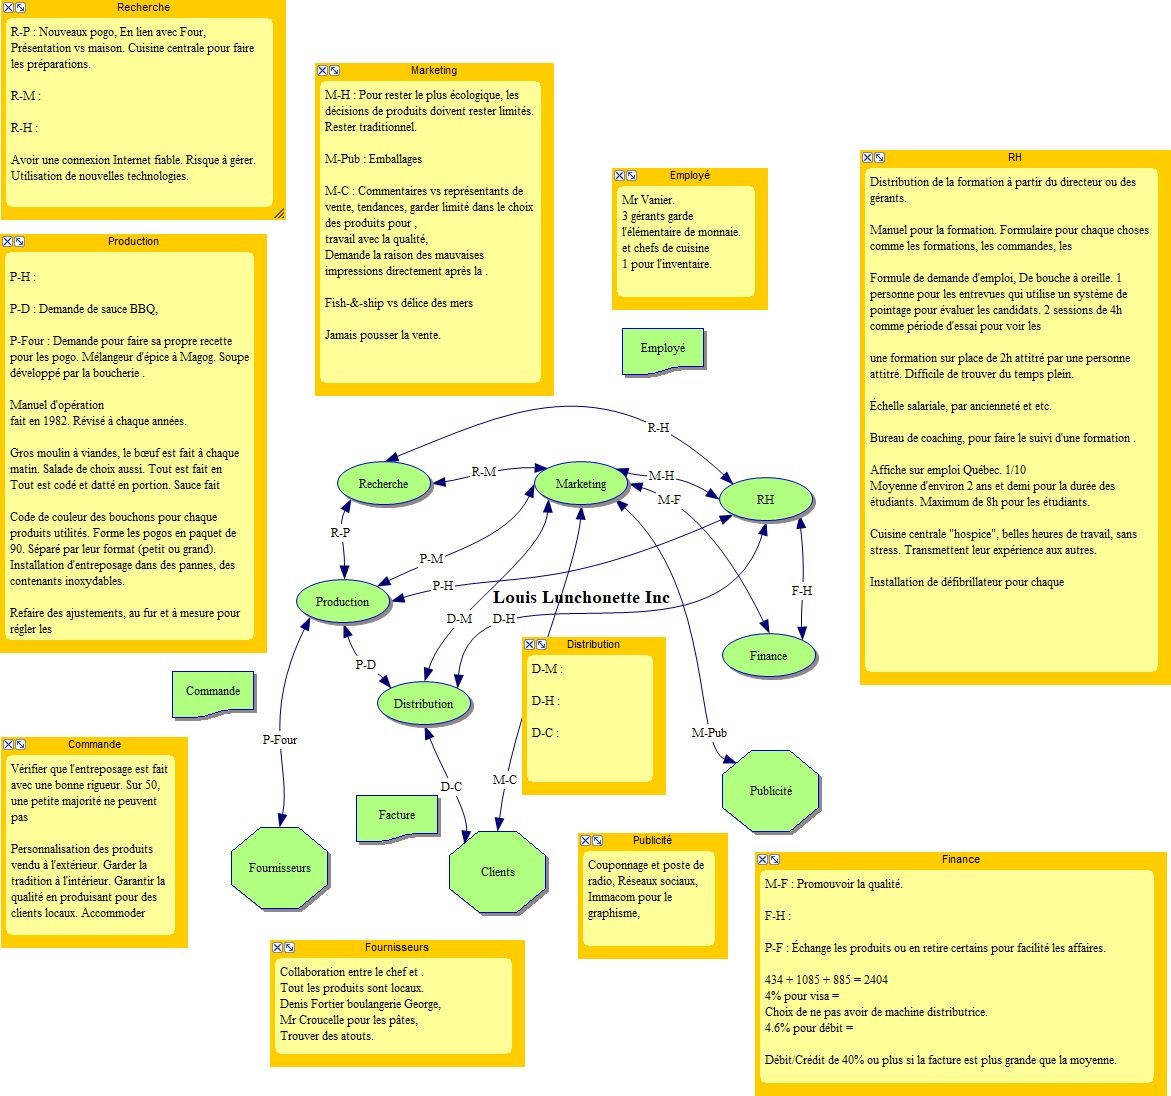 Recherche
R-P : Nouveaux pogo, En lien avec Four,
Présentation vs maison. Cuisine centrale pour faire
les préparations.
R-M :
R-H :
Avoir une connexion Internet fiable. Risque à gérer.
Utilisation de nouvelles technologies.
Marketing
M-H : Pour rester le plus écologique, les
décisions de produits doivent rester limités.
Rester traditionnel.
M-Pub : Emballages
M-C : Commentaires vs représentants de
vente, tendances, garder limité dans le choix
des produits pour ,
travail avec la qualité,
Demande la raison des mauvaises
impressions directement après la .
Fish-&-ship vs délice des mers
Jamais pousser la vente.
Employé
Mr Vanier.
3 gérants garde
l'élémentaire de monnaie.
et chefs de cuisine
1 pour l'inventaire.
Employé
RH
Distribution de la formation à partir du directeur ou des
gérants.
Manuel pour la formation. Formulaire pour chaque choses
comme les formations, les commandes, les
Formule de demande d'emploi, De bouche à oreille. 1
personne pour les entrevues qui utilise un système de
pointage pour évaluer les candidats. 2 sessions de 4h
comme période d'essai pour voir les
une formation sur place de 2h attitré par une personne
attitré. Difficile de trouver du temps plein.
Échelle salariale, par ancienneté et etc.
Bureau de coaching, pour faire le suivi d'une formation .
Affiche sur emploi Québec. 1/10
Moyenne d'environ 2 ans et demi pour la durée des
étudiants. Maximum de 8h pour les étudiants.
Cuisine centrale "hospice", belles heures de travail, sans
stress. Transmettent leur expérience aux autres.
Installation de défibrillateur pour chaque
Production
P-H :
P-D : Demande de sauce BBQ,
P-Four : Demande pour faire sa propre recette
pour les pogo. Mélangeur d'épice à Magog. Soupe
développé par la boucherie .
Manuel d'opération
fait en 1982. Révisé à chaque années.
Gros moulin à viandes, le bœuf est fait à chaque
matin. Salade de choix aussi. Tout est fait en
Tout est codé et datté en portion. Sauce fait
Code de couleur des bouchons pour chaque
produits utilités. Forme les pogos en paquet de
90. Séparé par leur format (petit ou grand).
Installation d'entreposage dans des pannes, des
contenants inoxydables.
Refaire des ajustements, au fur et à mesure pour
régler les
R-H
Recherche
R-M
Marketing
M-H
M-F
RH
R-P
P-M
P-H
F-H
Louis Lunchonette Inc
Production
D-M
D-H
Finance
P-D
Distribution
Distribution
D-M :
D-H :
D-C :
Commande
P-Four
M-Pub
D-C
M-C
Publicité
Facture
Fournisseurs
Clients
Commande
Vérifier que l'entreposage est fait
avec une bonne rigueur. Sur 50,
une petite majorité ne peuvent
pas
Personnalisation des produits
vendu à l'extérieur. Garder la
tradition à l'intérieur. Garantir la
qualité en produisant pour des
clients locaux. Accommoder
Publicité
Couponnage et poste de
radio, Réseaux sociaux,
Immacom pour le
graphisme,
Fournisseurs
Collaboration entre le chef et .
Tout les produits sont locaux.
Denis Fortier boulangerie George,
Mr Croucelle pour les pâtes,
Trouver des atouts.
Finance
M-F : Promouvoir la qualité.
F-H :
P-F : Échange les produits ou en retire certains pour facilité les affaires.
434 + 1085 + 885 = 2404
4% pour visa =
Choix de ne pas avoir de machine distributrice.
4.6% pour débit =
Débit/Crédit de 40% ou plus si la facture est plus grande que la moyenne.